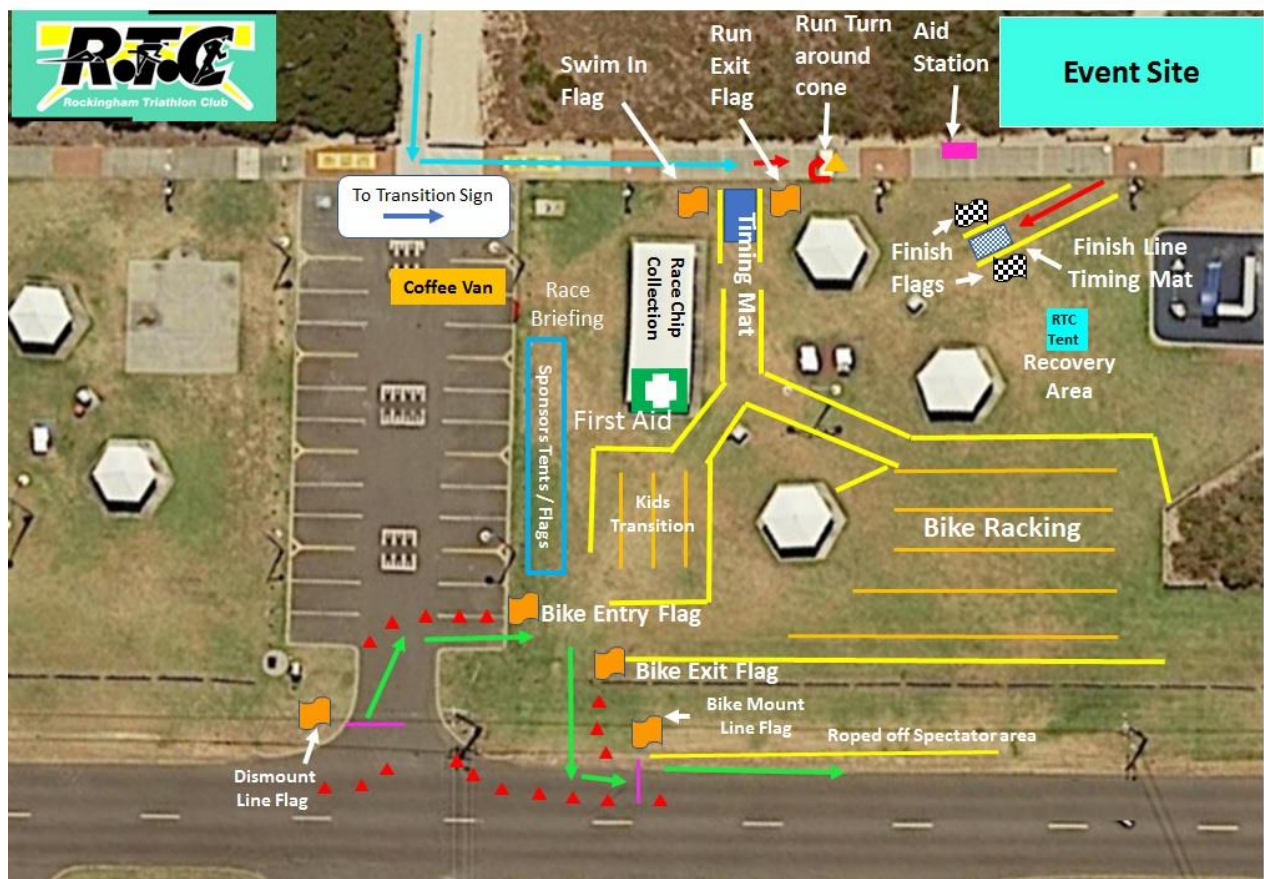 R.T.C
Rockingham Triathlon Club
Swim In
Flag
Run
Exit
Flag
Run Turn
around
cone
Aid
Station
Event Site
To Transition Sign
Coffee Van
Race
Briefing
Race Chip
Collection
Timing Mat
Finish
Flags
Finish Line
Timing Mat
RTC
Tent
Recovery
Area
Sponsors Tents / Flags
First Aid
Kids
Transition
Bike Racking
Bike Entry Flag
Bike Exit Flag
Bike Mount
Line Flag
Roped off Spectator area
Dismount
Line Flag